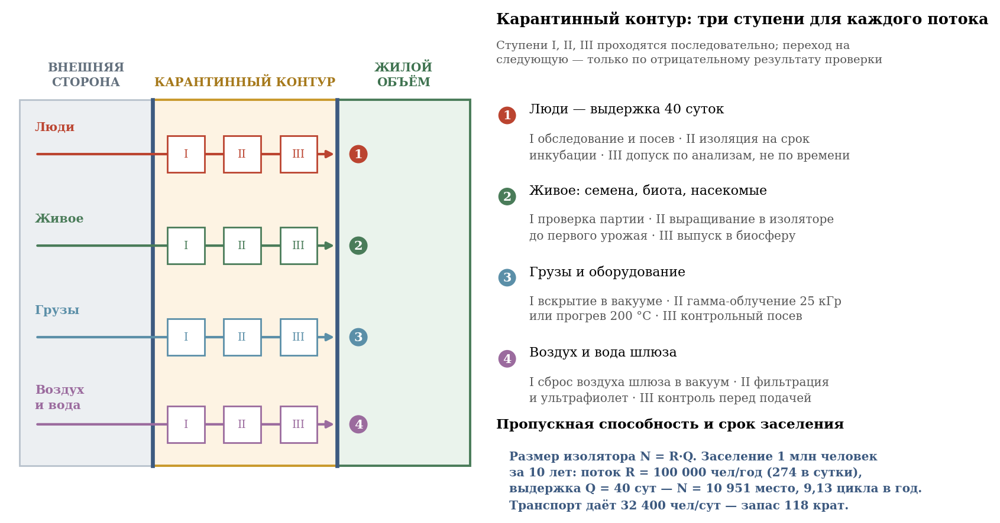 ВНЕШНЯЯ
СТОРОНА
КАРАНТИННЫЙ КОНТУР
ЖИЛОЙ
ОБЪЁМ
Люди
I II III 1
Живое
I II III 2
Грузы
I II III 3
Воздух
и вода
I II III 4
Карантинный контур: три ступени для каждого потока
Ступени I, II, III проходятся последовательно; переход на
следующую — только по отрицательному результату проверки
1 Люди — выдержка 40 суток
I обследование и посев · II изоляция на срок
инкубации · III допуск по анализам, не по времени
2 Живое: семена, биота, насекомые
I проверка партии · II выращивание в изоляторе
до первого урожая · III выпуск в биосферу
3 Грузы и оборудование
I вскрытие в вакууме · II гамма-облучение 25 кГр
или прогрев 200 °C · III контрольный посев
4 Воздух и вода шлюза
I сброс воздуха шлюза в вакуум · II фильтрация
и ультрафиолет · III контроль перед подачей
Пропускная способность и срок заселения
Размер изолятора N = R·Q. Заселение 1 млн человек
за 10 лет: поток R = 100 000 чел/год (274 в сутки),
выдержка Q = 40 сут — N = 10 951 место, 9,13 цикла в год.
Транспорт даёт 32 400 чел/сут — запас 118 крат.